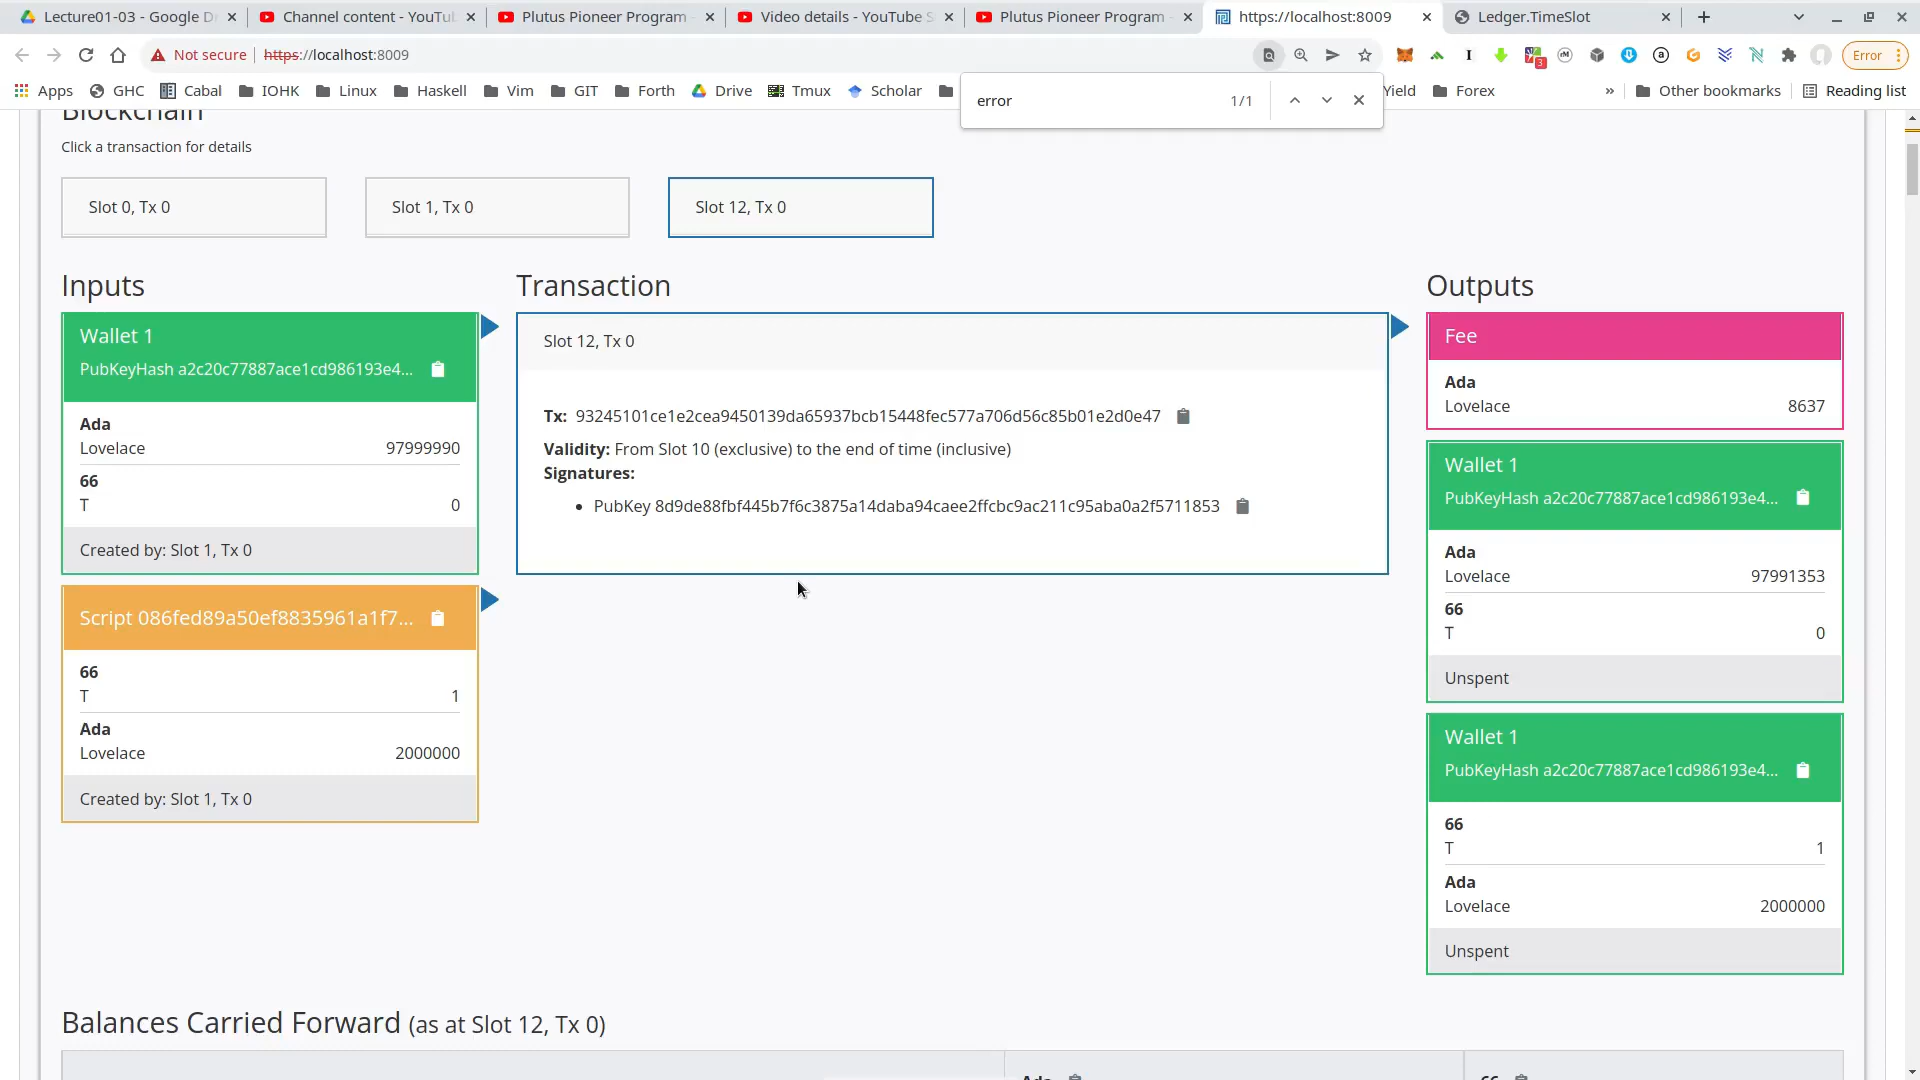 Lecture01-03 - Google D
Channel content - YouTu
Plutus Pioneer Program -
Video details - YouTube S
Plutus Pioneer Program -
https://localhost:8009
Ledger.TimeSlot
Not secure
https://localhost:8009
Error
Apps
GHC
Cabal
IOHK
Linux
Haskell
Vim
GIT
Forth
Drive
Tmux
Scholar
Yield
Forex
»
Other bookmarks
Reading list
error
1/1
Blockchain
Click a transaction for details
Slot 0, Tx 0
Slot 1, Tx 0
Slot 12, Tx 0
Inputs
Wallet 1
PubKeyHash a2c20c77887ace1cd986193e4...
Ada
Lovelace 97999990
66
T 0
Created by: Slot 1, Tx 0
Script 086fed89a50ef8835961a1f7...
66
T 1
Ada
Lovelace 2000000
Created by: Slot 1, Tx 0
Transaction
Slot 12, Tx 0
Tx: 93245101ce1e2cea9450139da65937bcb15448fec577a706d56c85b01e2d0e47
Validity: From Slot 10 (exclusive) to the end of time (inclusive)
Signatures:
• PubKey 8d9de88fbf445b7f6c3875a14daba94caee2ffcbc9ac211c95aba0a2f5711853
Outputs
Fee
Ada
Lovelace 8637
Wallet 1
PubKeyHash a2c20c77887ace1cd986193e4...
Ada
Lovelace 97991353
66
T 0
Unspent
Wallet 1
PubKeyHash a2c20c77887ace1cd986193e4...
66
T 1
Ada
Lovelace 2000000
Unspent
Balances Carried Forward (as at Slot 12, Tx 0)
Ada
66